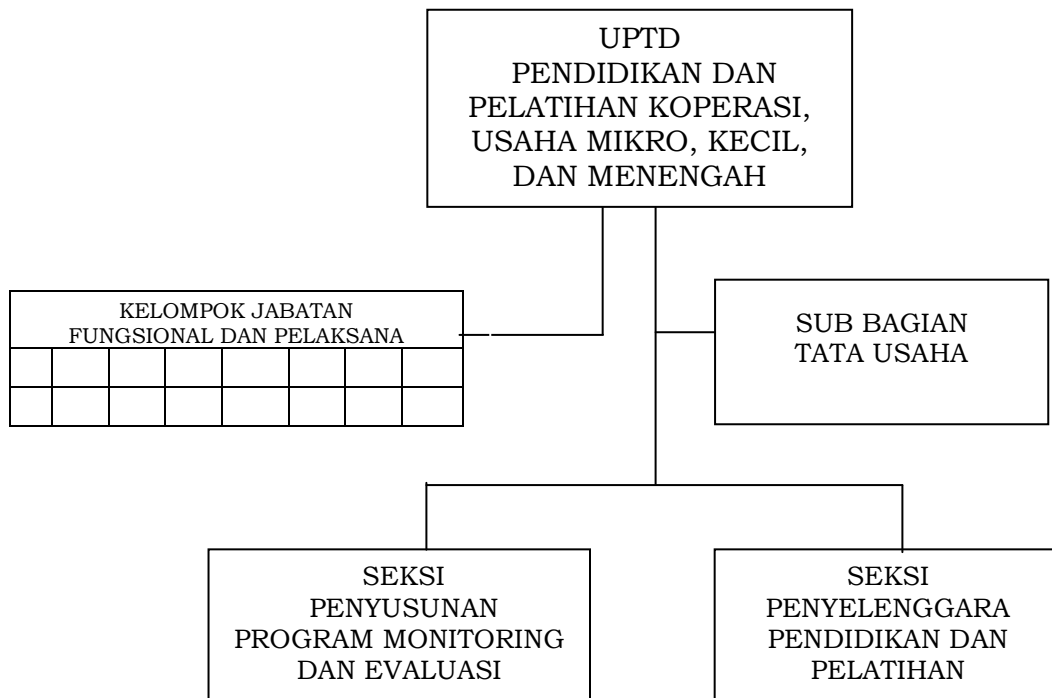 UPTD
PENDIDIKAN DAN
PELATIHAN KOPERASI,
USAHA MIKRO, KECIL,
DAN MENENGAH
KELOMPOK JABATAN
FUNGSIONAL DAN PELAKSANA
SUB BAGIAN
TATA USAHA
SEKSI
PENYUSUNAN
PROGRAM MONITORING
DAN EVALUASI
SEKSI
PENYELENGGARA
PENDIDIKAN DAN
PELATIHAN